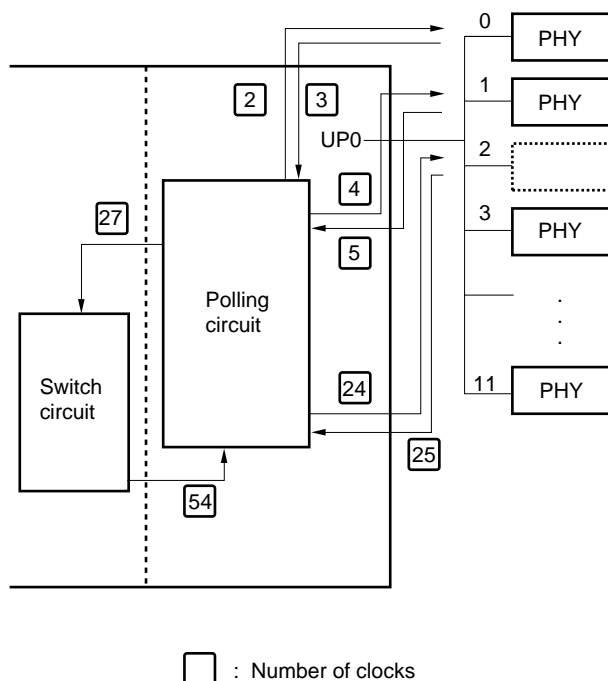 0
PHY
2
3
1
PHY
UP0
2
4
27
3
PHY
5
Polling
circuit
.
.
.
Switch
circuit
24
11
PHY
25
54
: Number of clocks